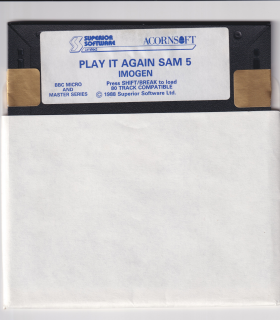 SUPERIOR SOFTWARE Limited
ACORNSOFT
PLAY IT AGAIN SAM 5
IMOGEN
BBC MICRO AND MASTER SERIES
Press SHIFT/BREAK to load
80 TRACK COMPATIBLE
© 1988 Superior Software Ltd.